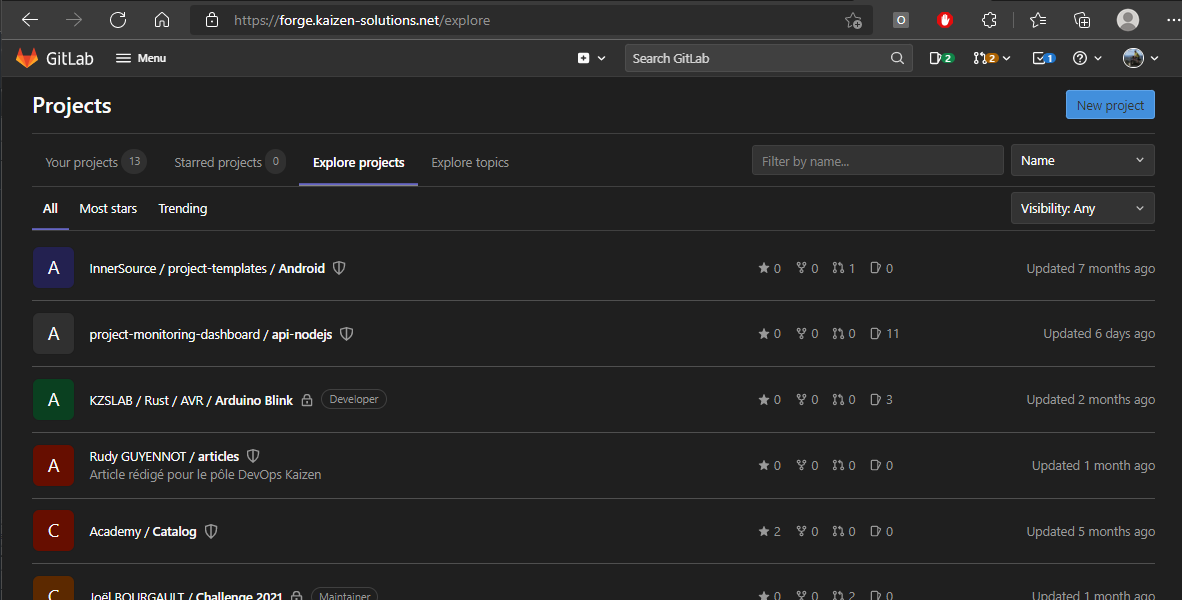 https://forge.kaizen-solutions.net/explore
GitLab Menu Search GitLab 2 2 1
Projects New project
Your projects 13 Starred projects 0 Explore projects Explore topics Filter by name... Name
All Most stars Trending Visibility: Any
A InnerSource / project-templates / Android 0 0 1 0 Updated 7 months ago
A project-monitoring-dashboard / api-nodejs 0 0 0 11 Updated 6 days ago
A KZSLAB / Rust / AVR / Arduino Blink Developer 0 0 0 3 Updated 2 months ago
A Rudy GUYENNOT / articles 0 0 0 0 Updated 1 month ago
Article rédigé pour le pôle DevOps Kaizen
C Academy / Catalog 2 0 0 0 Updated 5 months ago
C Joël BOURGAULT / Challenge 2021 Maintainer 0 0 2 0 Updated 1 month ago